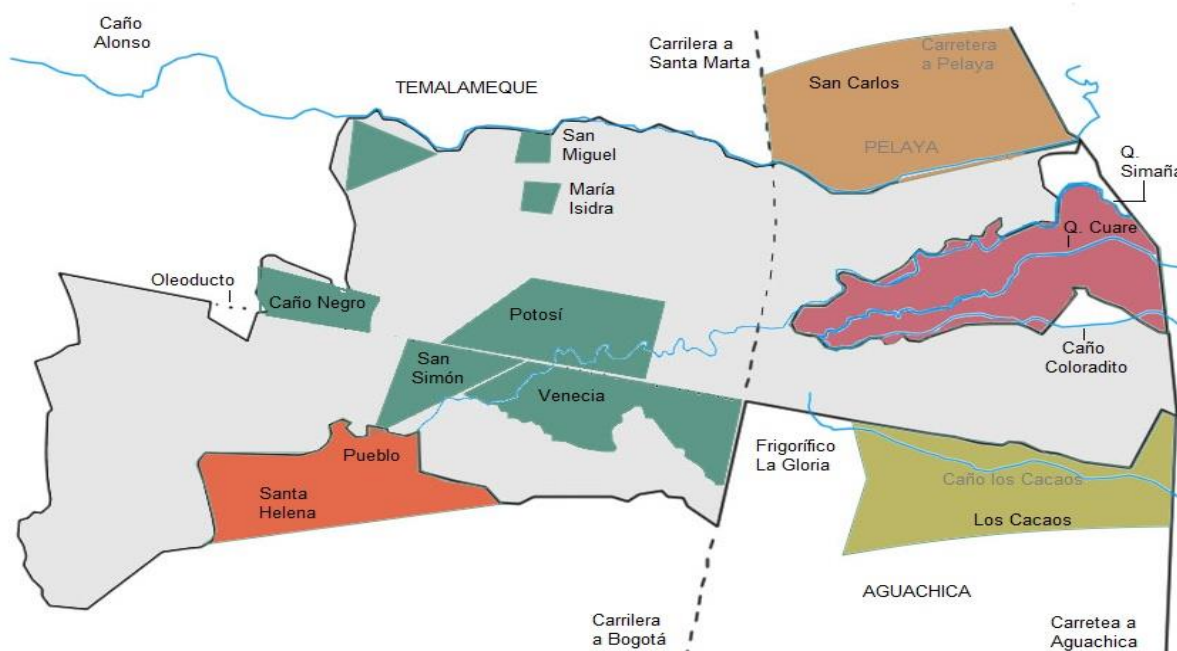 Caño
Alonso
TEMALAMEQUE
Carrilera a
Santa Marta
Carretera
a Pelaya
San Carlos
PELAYA
San
Miguel
María
Isidra
Q.
Simaña
Q. Cuare
Oleoducto
Caño Negro
Potosí
San
Simón
Venecia
Caño
Coloradito
Pueblo
Santa
Helena
Frigorífico
La Gloria
Caño los Cacaos
Los Cacaos
AGUACHICA
Carrilera
a Bogotá
Carretea a
Aguachica